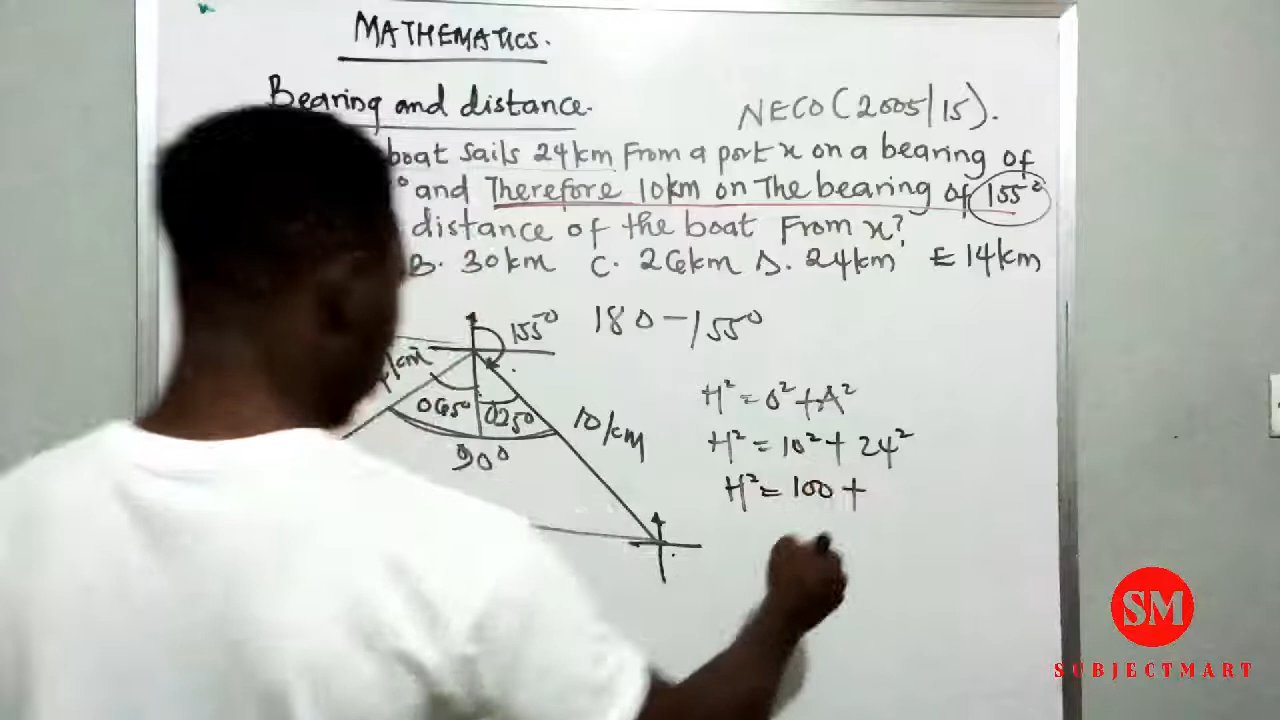 MATHEMATICS.
Bearing and distance.
NECO (2005/15).
boat sails 24km From a port x on a bearing of
° and Therefore 10km on The bearing of 155°
distance of the boat From x?
B. 30km C. 26km D. 24km E 14km
155° 180-155°
km
065° 025° 10km
90°
H² = O² + A²
H² = 10² + 24²
H² = 100 +
SM
SUBJECTMART